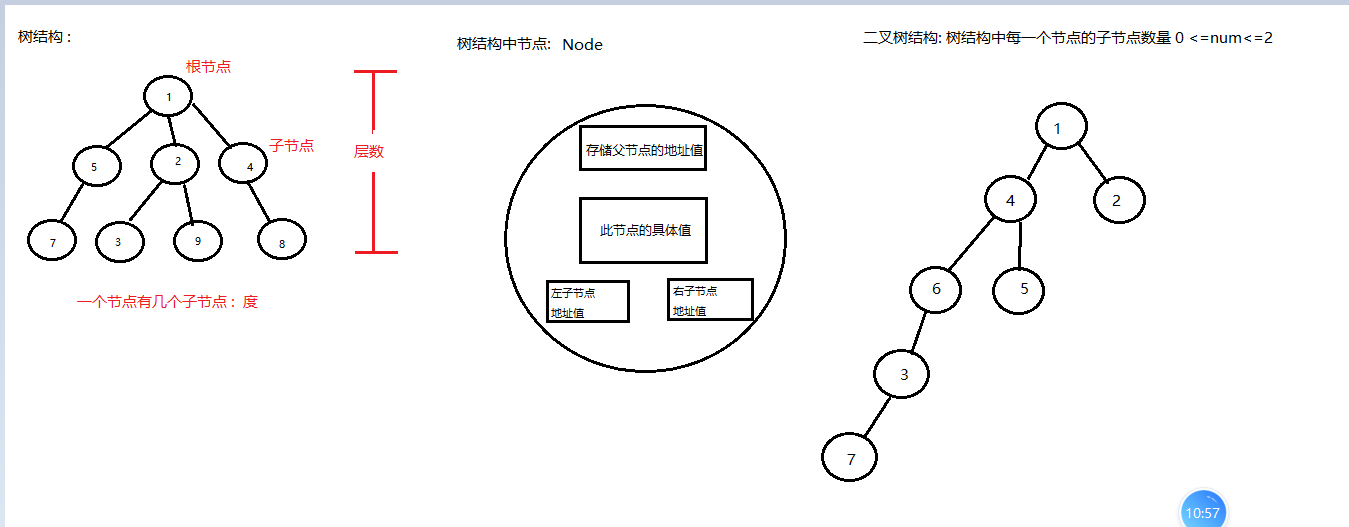 树结构 :
根节点
1
子节点
5
2
4
层数
7
3
9
8
一个节点有几个子节点 : 度
树结构中节点: Node
存储父节点的地址值
此节点的具体值
左子节点
地址值
右子节点
地址值
二叉树结构: 树结构中每一个节点的子节点数量 0 <=num<=2
1
4
2
6
5
3
7
10:57